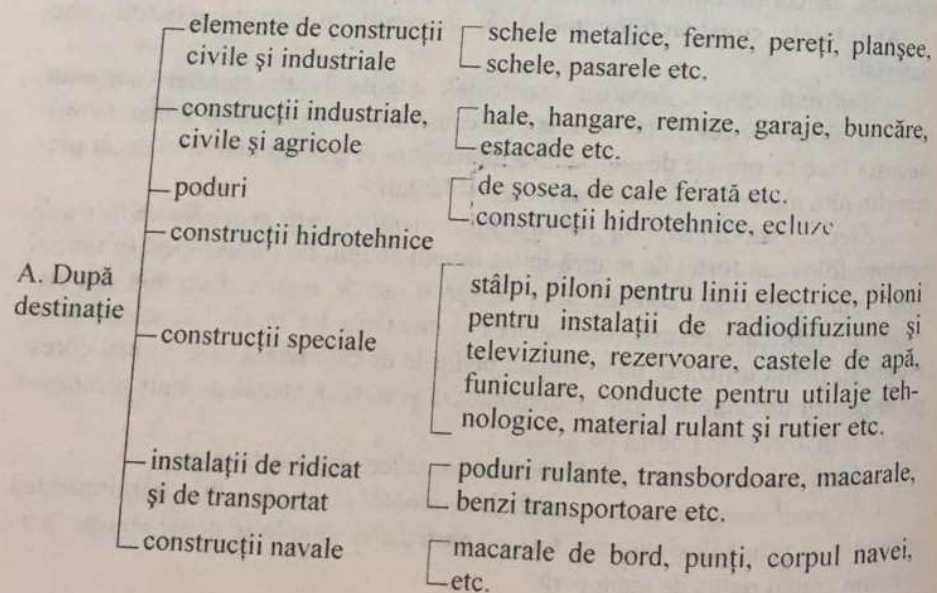 elemente de construcții
civile și industriale
schele metalice, ferme, pereți, planșee,
schele, pasarele etc.
construcții industriale,
civile și agricole
hale, hangare, remize, garaje, buncăre,
estacade etc.
poduri
de șosea, de cale ferată etc.
construcții hidrotehnice
construcții hidrotehnice, ecluze
A. După
destinație
construcții speciale
stâlpi, piloni pentru linii electrice, piloni
pentru instalații de radiodifuziune și
televiziune, rezervoare, castele de apă,
funiculare, conducte pentru utilaje teh-
nologice, material rulant și rutier etc.
instalații de ridicat
și de transportat
poduri rulante, transbordoare, macarale,
benzi transportoare etc.
construcții navale
macarale de bord, punți, corpul navei,
etc.